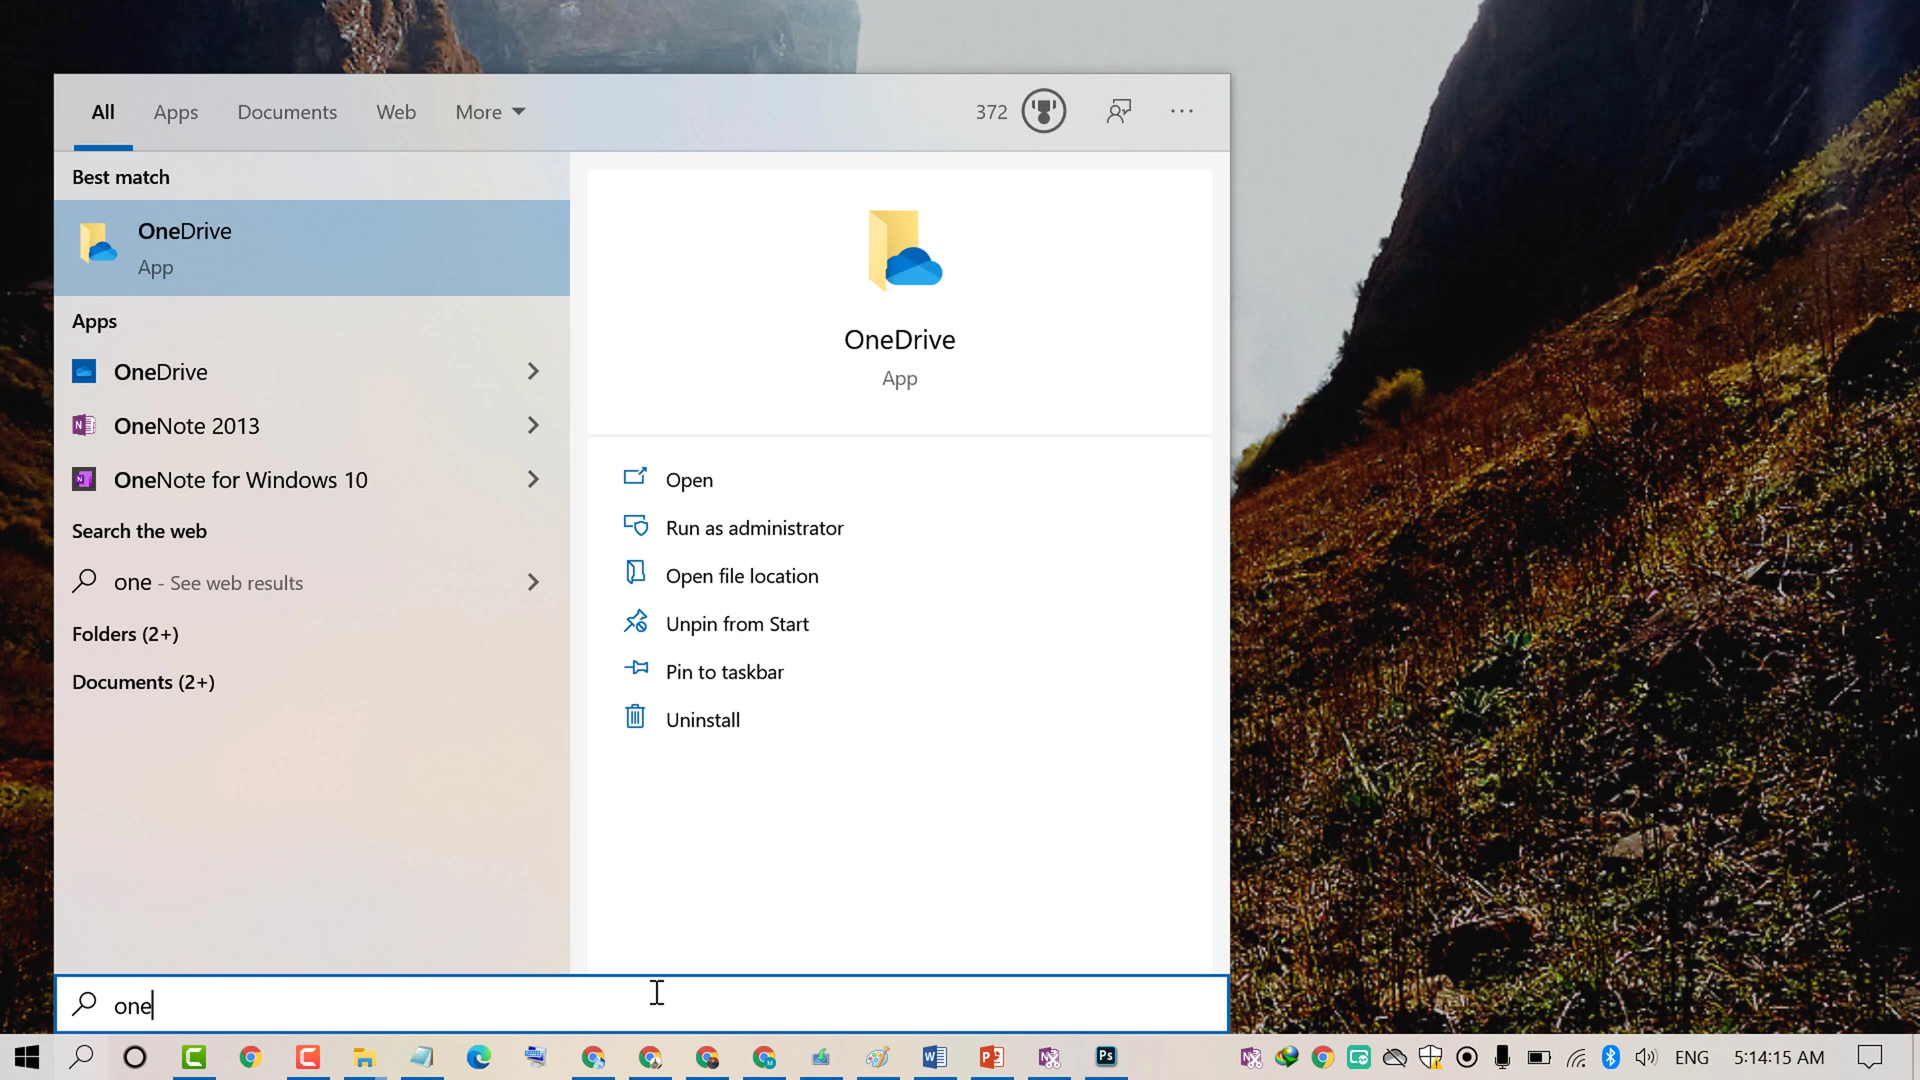 All Apps Documents Web More 372
Best match
OneDrive
App
Apps
OneDrive
OneNote 2013
OneNote for Windows 10
Search the web
one - See web results
Folders (2+)
Documents (2+)
OneDrive
App
Open
Run as administrator
Open file location
Unpin from Start
Pin to taskbar
Uninstall
one
ENG 5:14:15 AM